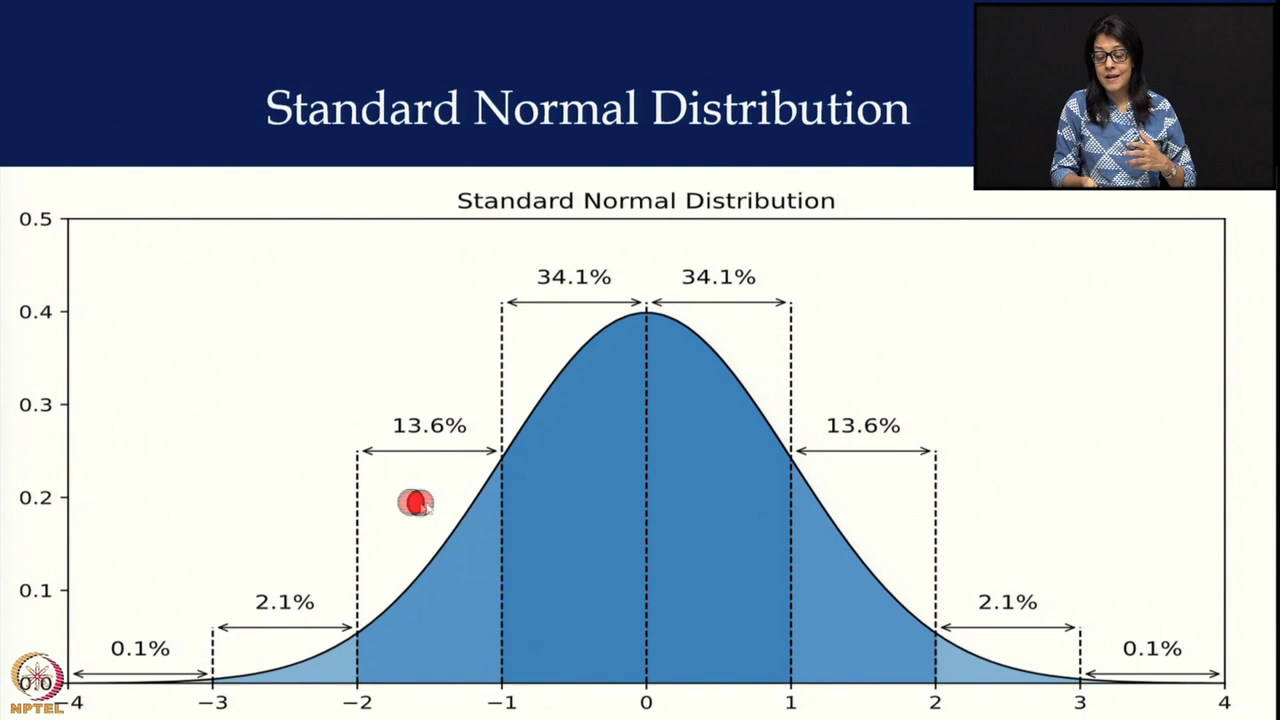 Standard Normal Distribution
Standard Normal Distribution
0.5
34.1% 34.1%
0.4
0.3
13.6% 13.6%
0.2
0.1
2.1% 2.1%
0.1% 0.1%
0.0
−4 −3 −2 −1 0 1 2 3 4
NPTEL